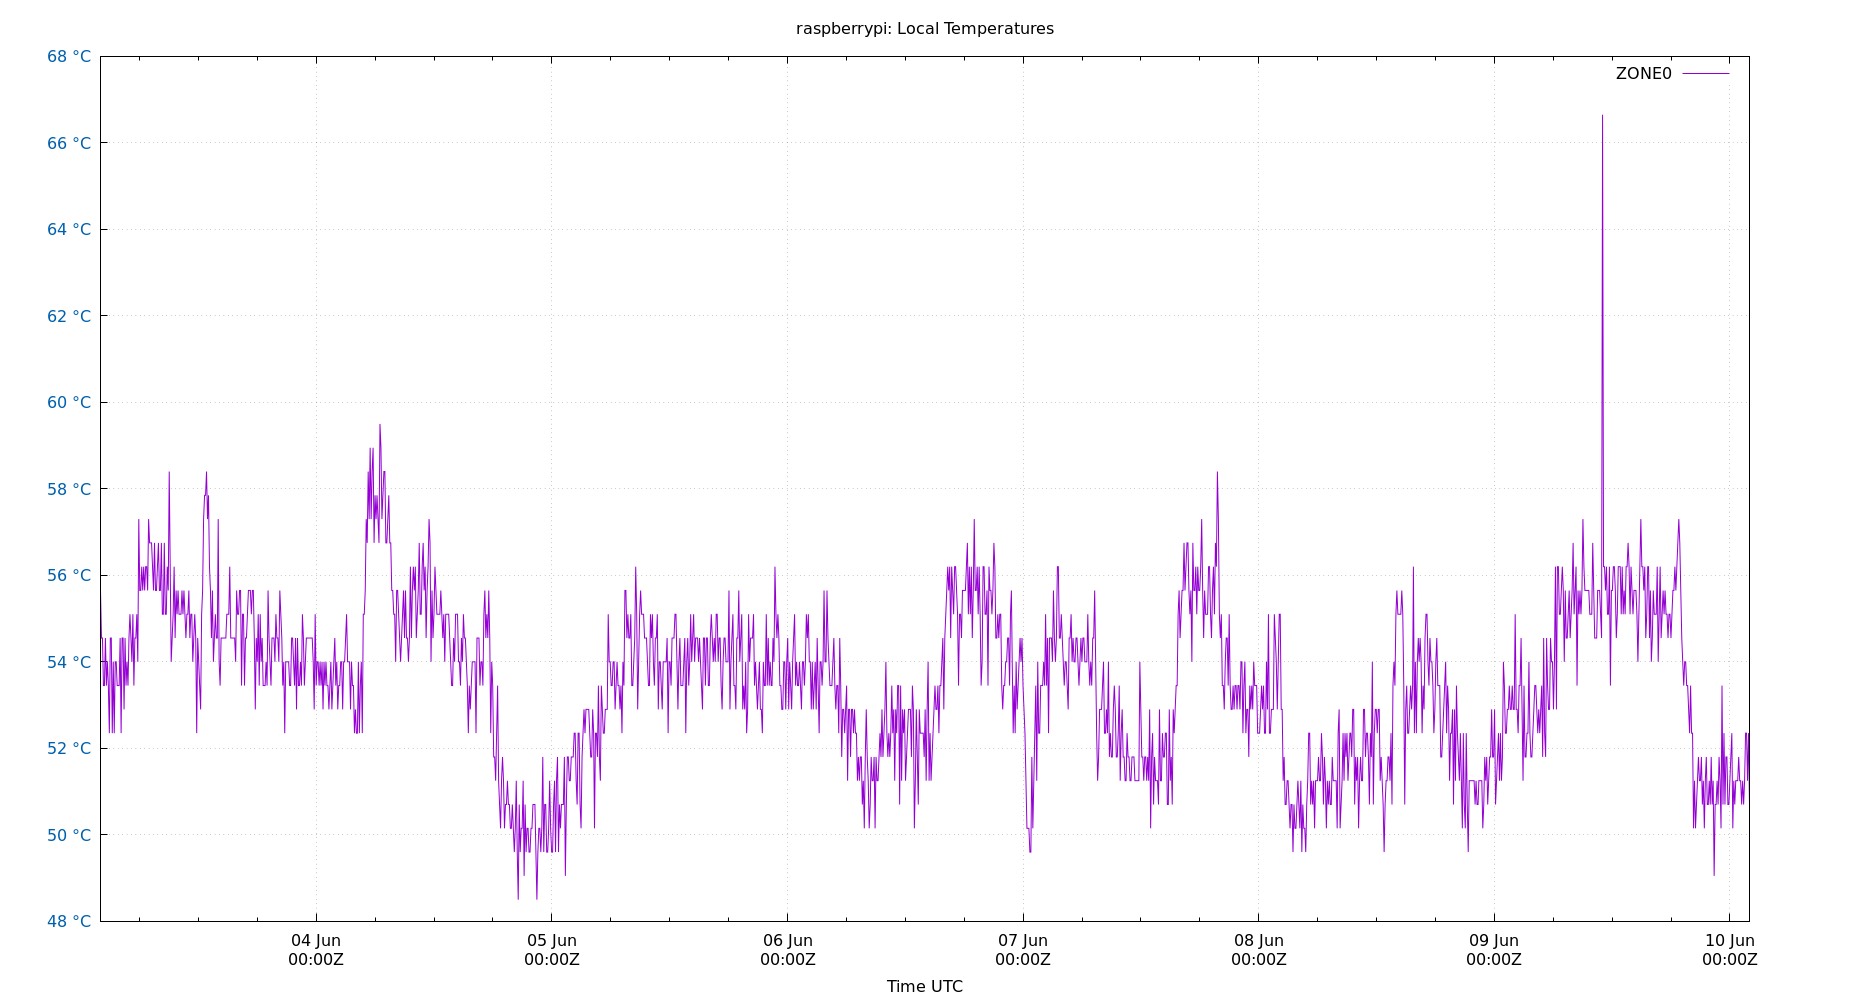 raspberrypi: Local Temperatures
68 °C
ZONE0
66 °C
64 °C
62 °C
60 °C
58 °C
56 °C
54 °C
52 °C
50 °C
48 °C
04 Jun 05 Jun 06 Jun 07 Jun 08 Jun 09 Jun 10 Jun
00:00Z 00:00Z 00:00Z 00:00Z 00:00Z 00:00Z 00:00Z
Time UTC